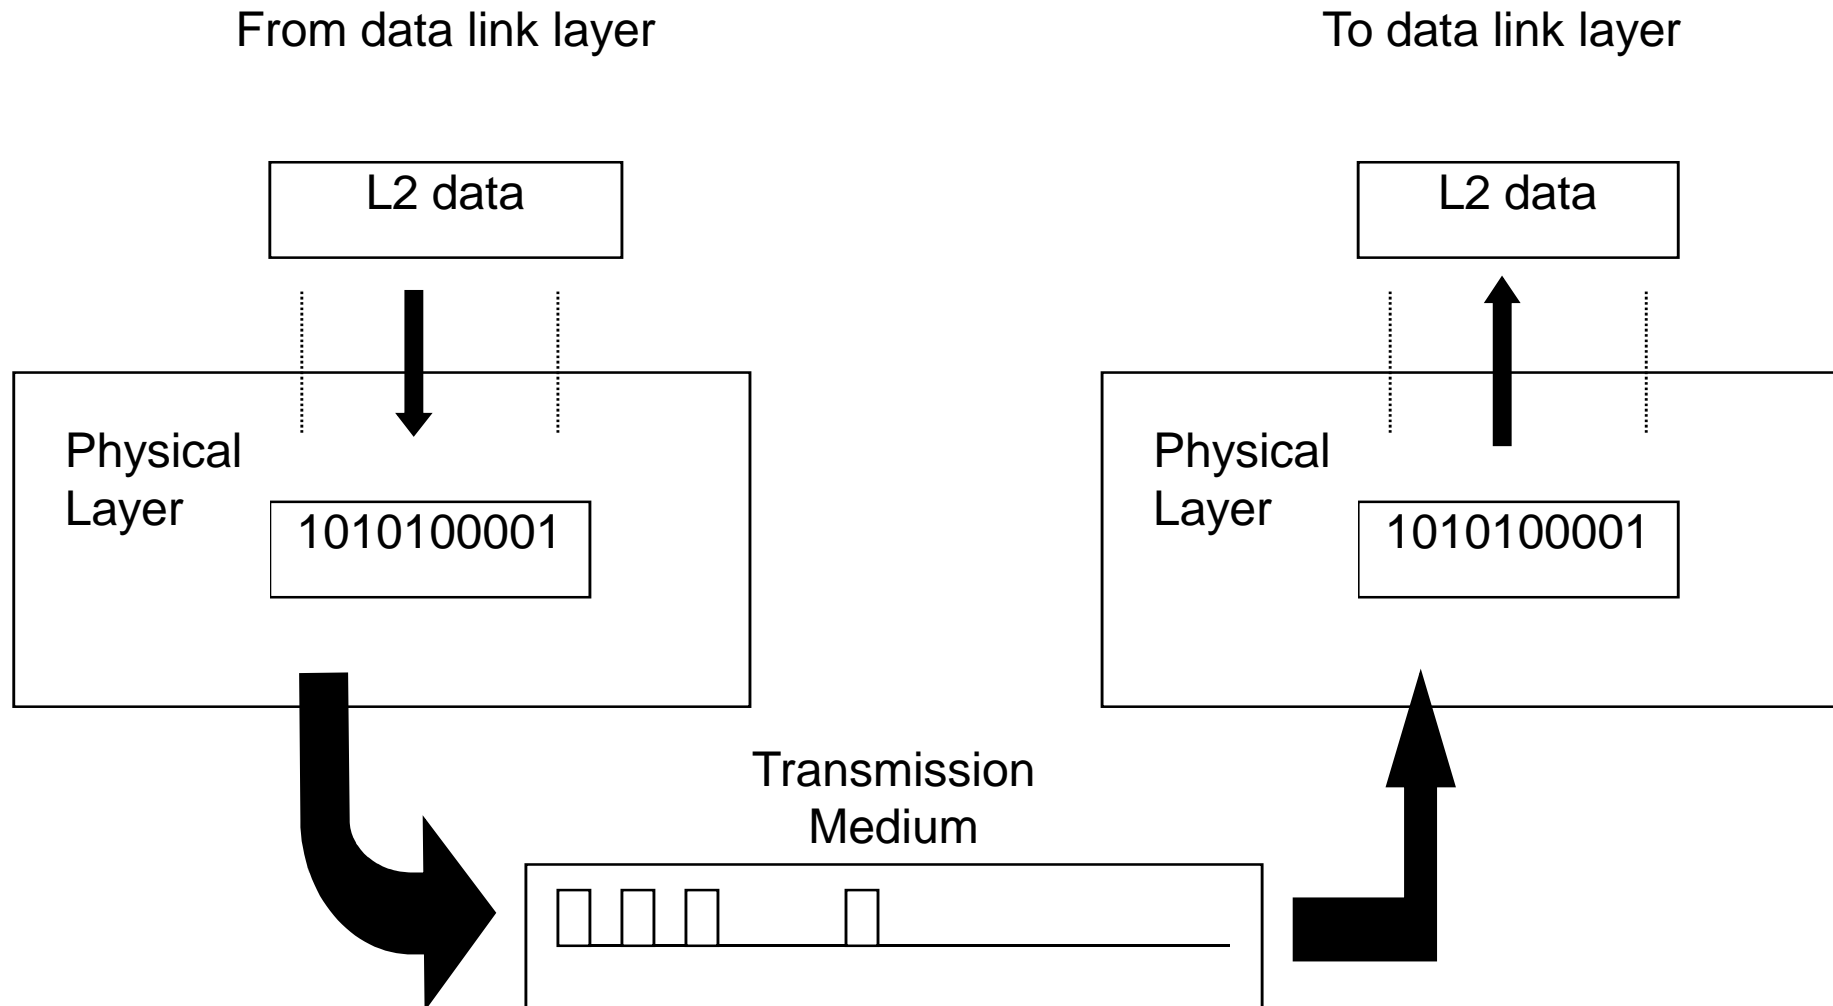 From data link layer
To data link layer
L2 data
L2 data
Physical
Layer
1010100001
Physical
Layer
1010100001
Transmission
Medium